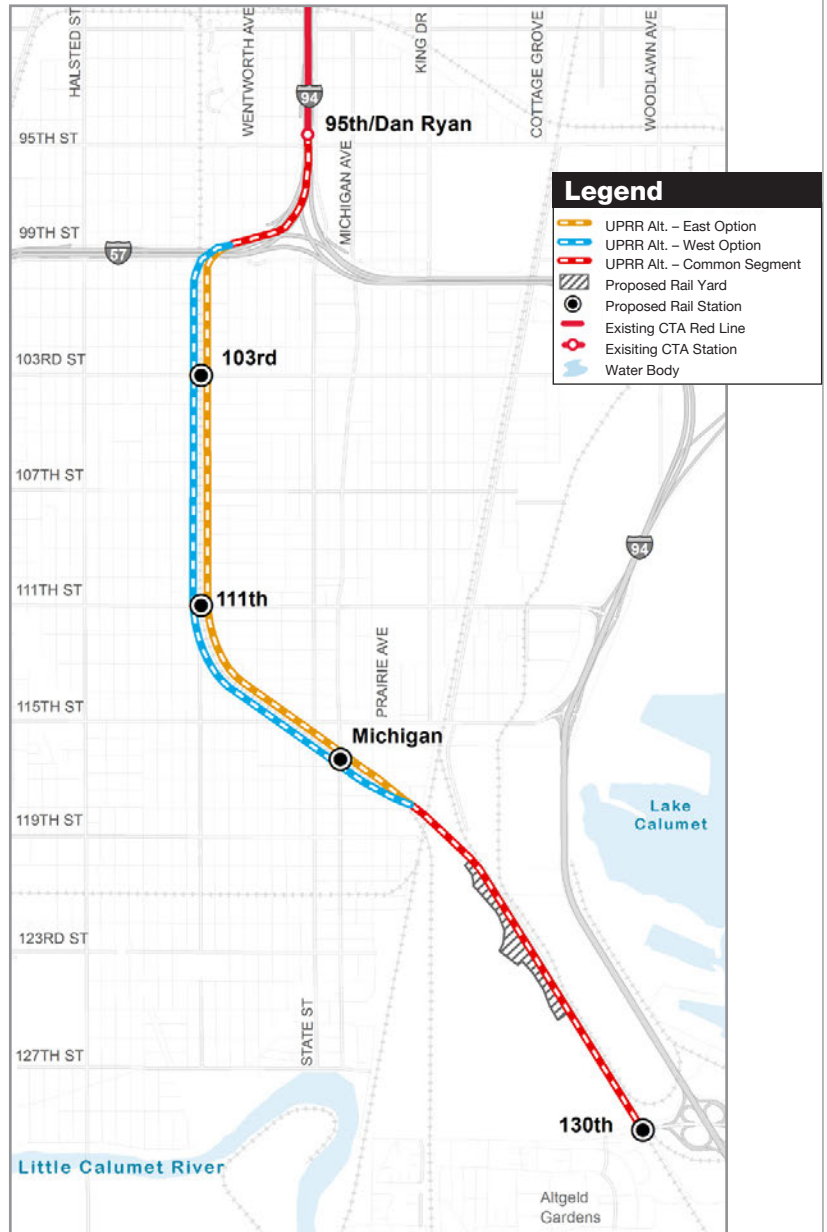 HALSTED ST
WENTWORTH AVE
KING DR
COTTAGE GROVE
WOODLAWN AVE
94
95th/Dan Ryan
95TH ST
MICHIGAN AVE
Legend
UPRR Alt. – East Option
UPRR Alt. – West Option
UPRR Alt. – Common Segment
Proposed Rail Yard
Proposed Rail Station
Existing CTA Red Line
Exisiting CTA Station
Water Body
99TH ST
57
103RD ST
103rd
107TH ST
94
111TH ST
111th
PRAIRIE AVE
115TH ST
Michigan
119TH ST
Lake
Calumet
123RD ST
STATE ST
127TH ST
130th
Little Calumet River
Altgeld
Gardens